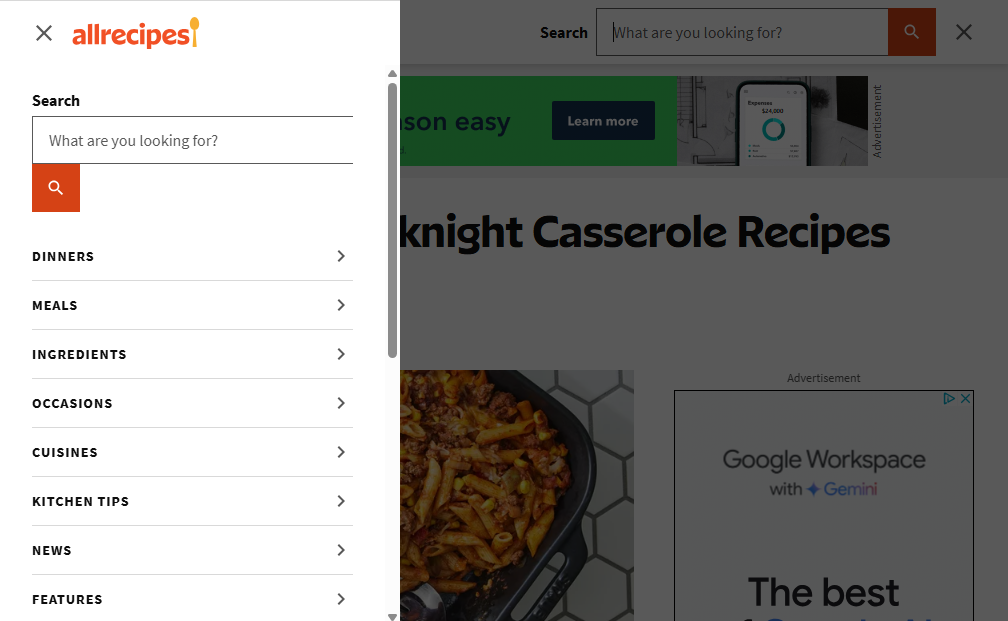 allrecipes
Search
What are you looking for?
Search
What are you looking for?
son easy
Learn more
Expenses
$24,000
Advertisement
knight Casserole Recipes
DINNERS
MEALS
INGREDIENTS
OCCASIONS
CUISINES
KITCHEN TIPS
NEWS
FEATURES
Advertisement
Google Workspace
with Gemini
The best